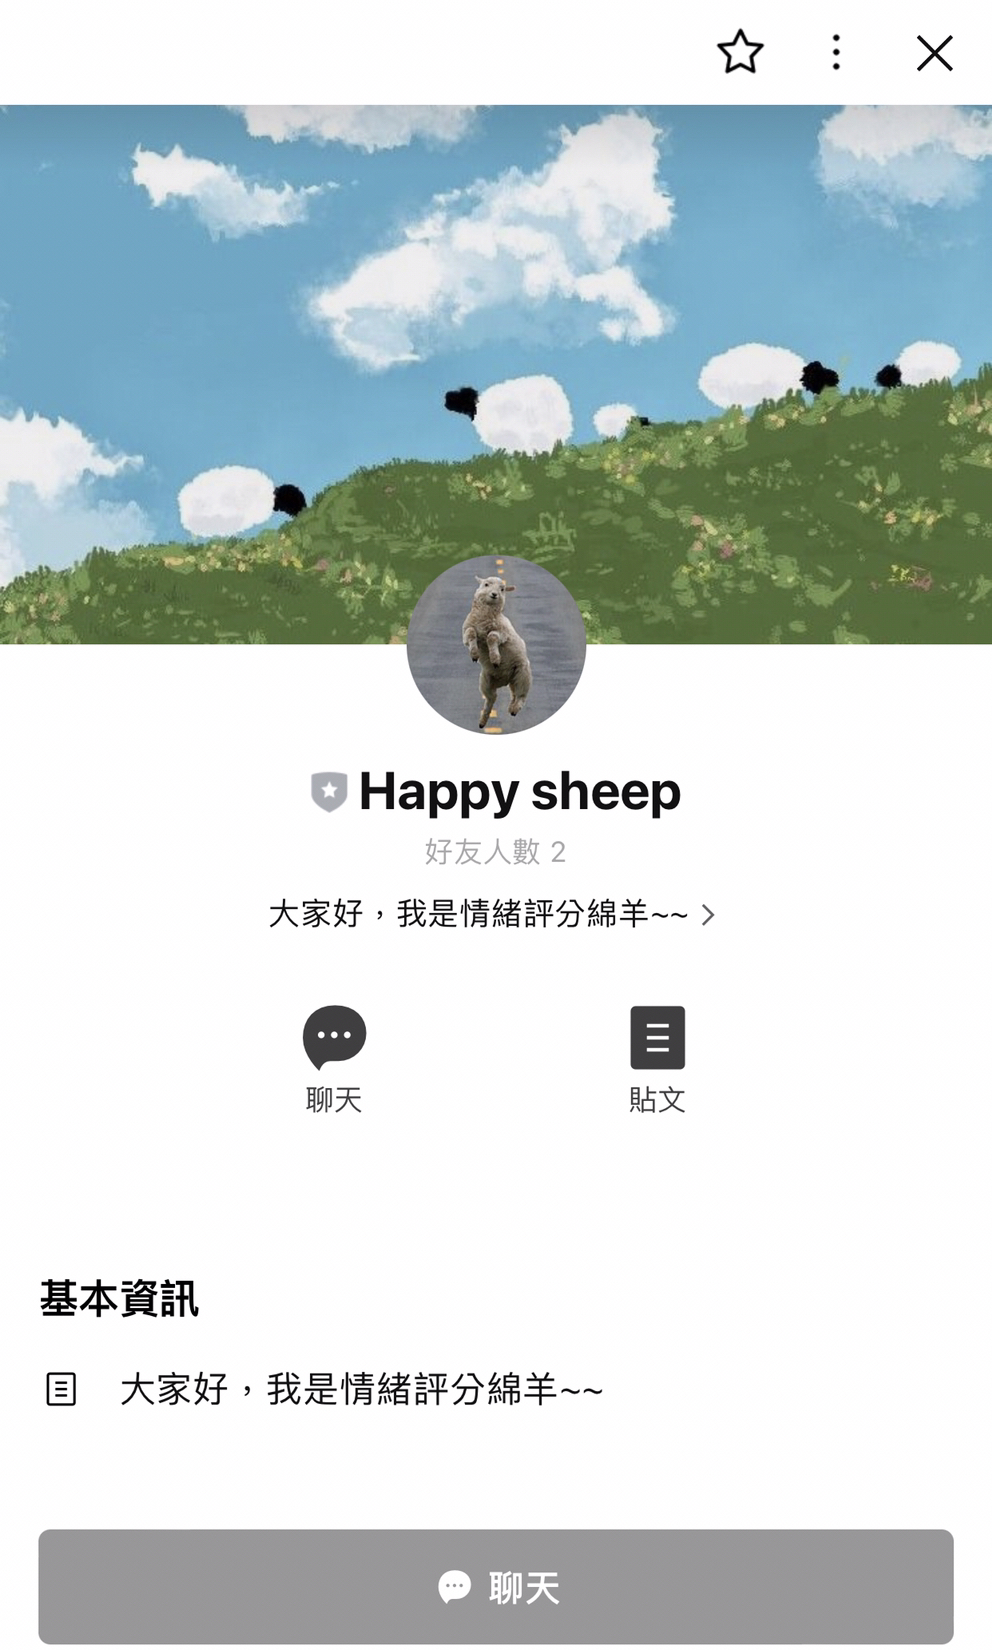 Happy sheep
好友人數 2
大家好，我是情緒評分綿羊~~
聊天
貼文
基本資訊
大家好，我是情緒評分綿羊~~
聊天